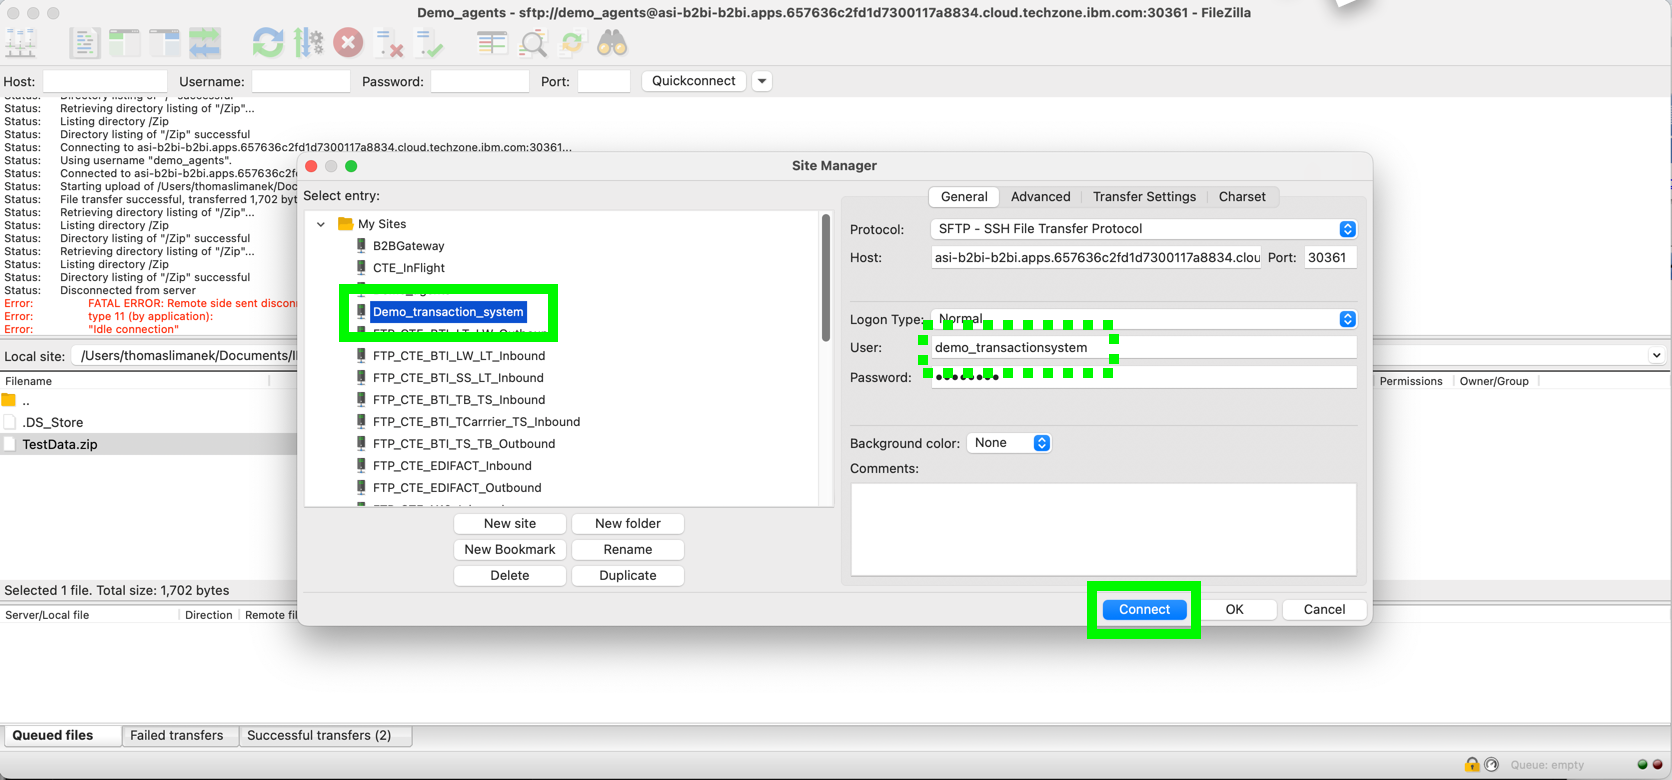 Demo_agents - sftp://demo_agents@asi-b2bi-b2bi.apps.657636c2fd1d7300117a8834.cloud.techzone.ibm.com:30361 - FileZilla
Host: Username: Password: Port: Quickconnect
Status: Directory listing of "/" successful
Status: Retrieving directory listing of "/Zip"...
Status: Listing directory /Zip
Status: Directory listing of "/Zip" successful
Status: Connecting to asi-b2bi-b2bi.apps.657636c2fd1d7300117a8834.cloud.techzone.ibm.com:30361...
Status: Using username "demo_agents".
Status: Connected to asi-b2bi-b2bi.apps.657636c2f
Status: Starting upload of /Users/thomaslimanek/Doc
Status: File transfer successful, transferred 1,702 byt
Status: Retrieving directory listing of "/Zip"...
Status: Listing directory /Zip
Status: Directory listing of "/Zip" successful
Status: Retrieving directory listing of "/Zip"...
Status: Listing directory /Zip
Status: Directory listing of "/Zip" successful
Status: Disconnected from server
Error: FATAL ERROR: Remote side sent disconn
Error: type 11 (by application):
Error: "Idle connection"
Local site: /Users/thomaslimanek/Documents/I
Filename
..
.DS_Store
TestData.zip
Selected 1 file. Total size: 1,702 bytes
Server/Local file Direction Remote fil
Site Manager
Select entry:
My Sites
B2BGateway
CTE_InFlight
Demo_transaction_system
FTP_CTE_BTI_LT_LW_Outboun
FTP_CTE_BTI_LW_LT_Inbound
FTP_CTE_BTI_SS_LT_Inbound
FTP_CTE_BTI_TB_TS_Inbound
FTP_CTE_BTI_TCarrrier_TS_Inbound
FTP_CTE_BTI_TS_TB_Outbound
FTP_CTE_EDIFACT_Inbound
FTP_CTE_EDIFACT_Outbound
New site New folder
New Bookmark Rename
Delete Duplicate
General Advanced Transfer Settings Charset
Protocol: SFTP - SSH File Transfer Protocol
Host: asi-b2bi-b2bi.apps.657636c2fd1d7300117a8834.clou Port: 30361
Logon Type: Normal
User: demo_transactionsystem
Password: ●●●●●●●●
Background color: None
Comments:
Connect OK Cancel
Permissions Owner/Group
Queued files Failed transfers Successful transfers (2)
Queue: empty